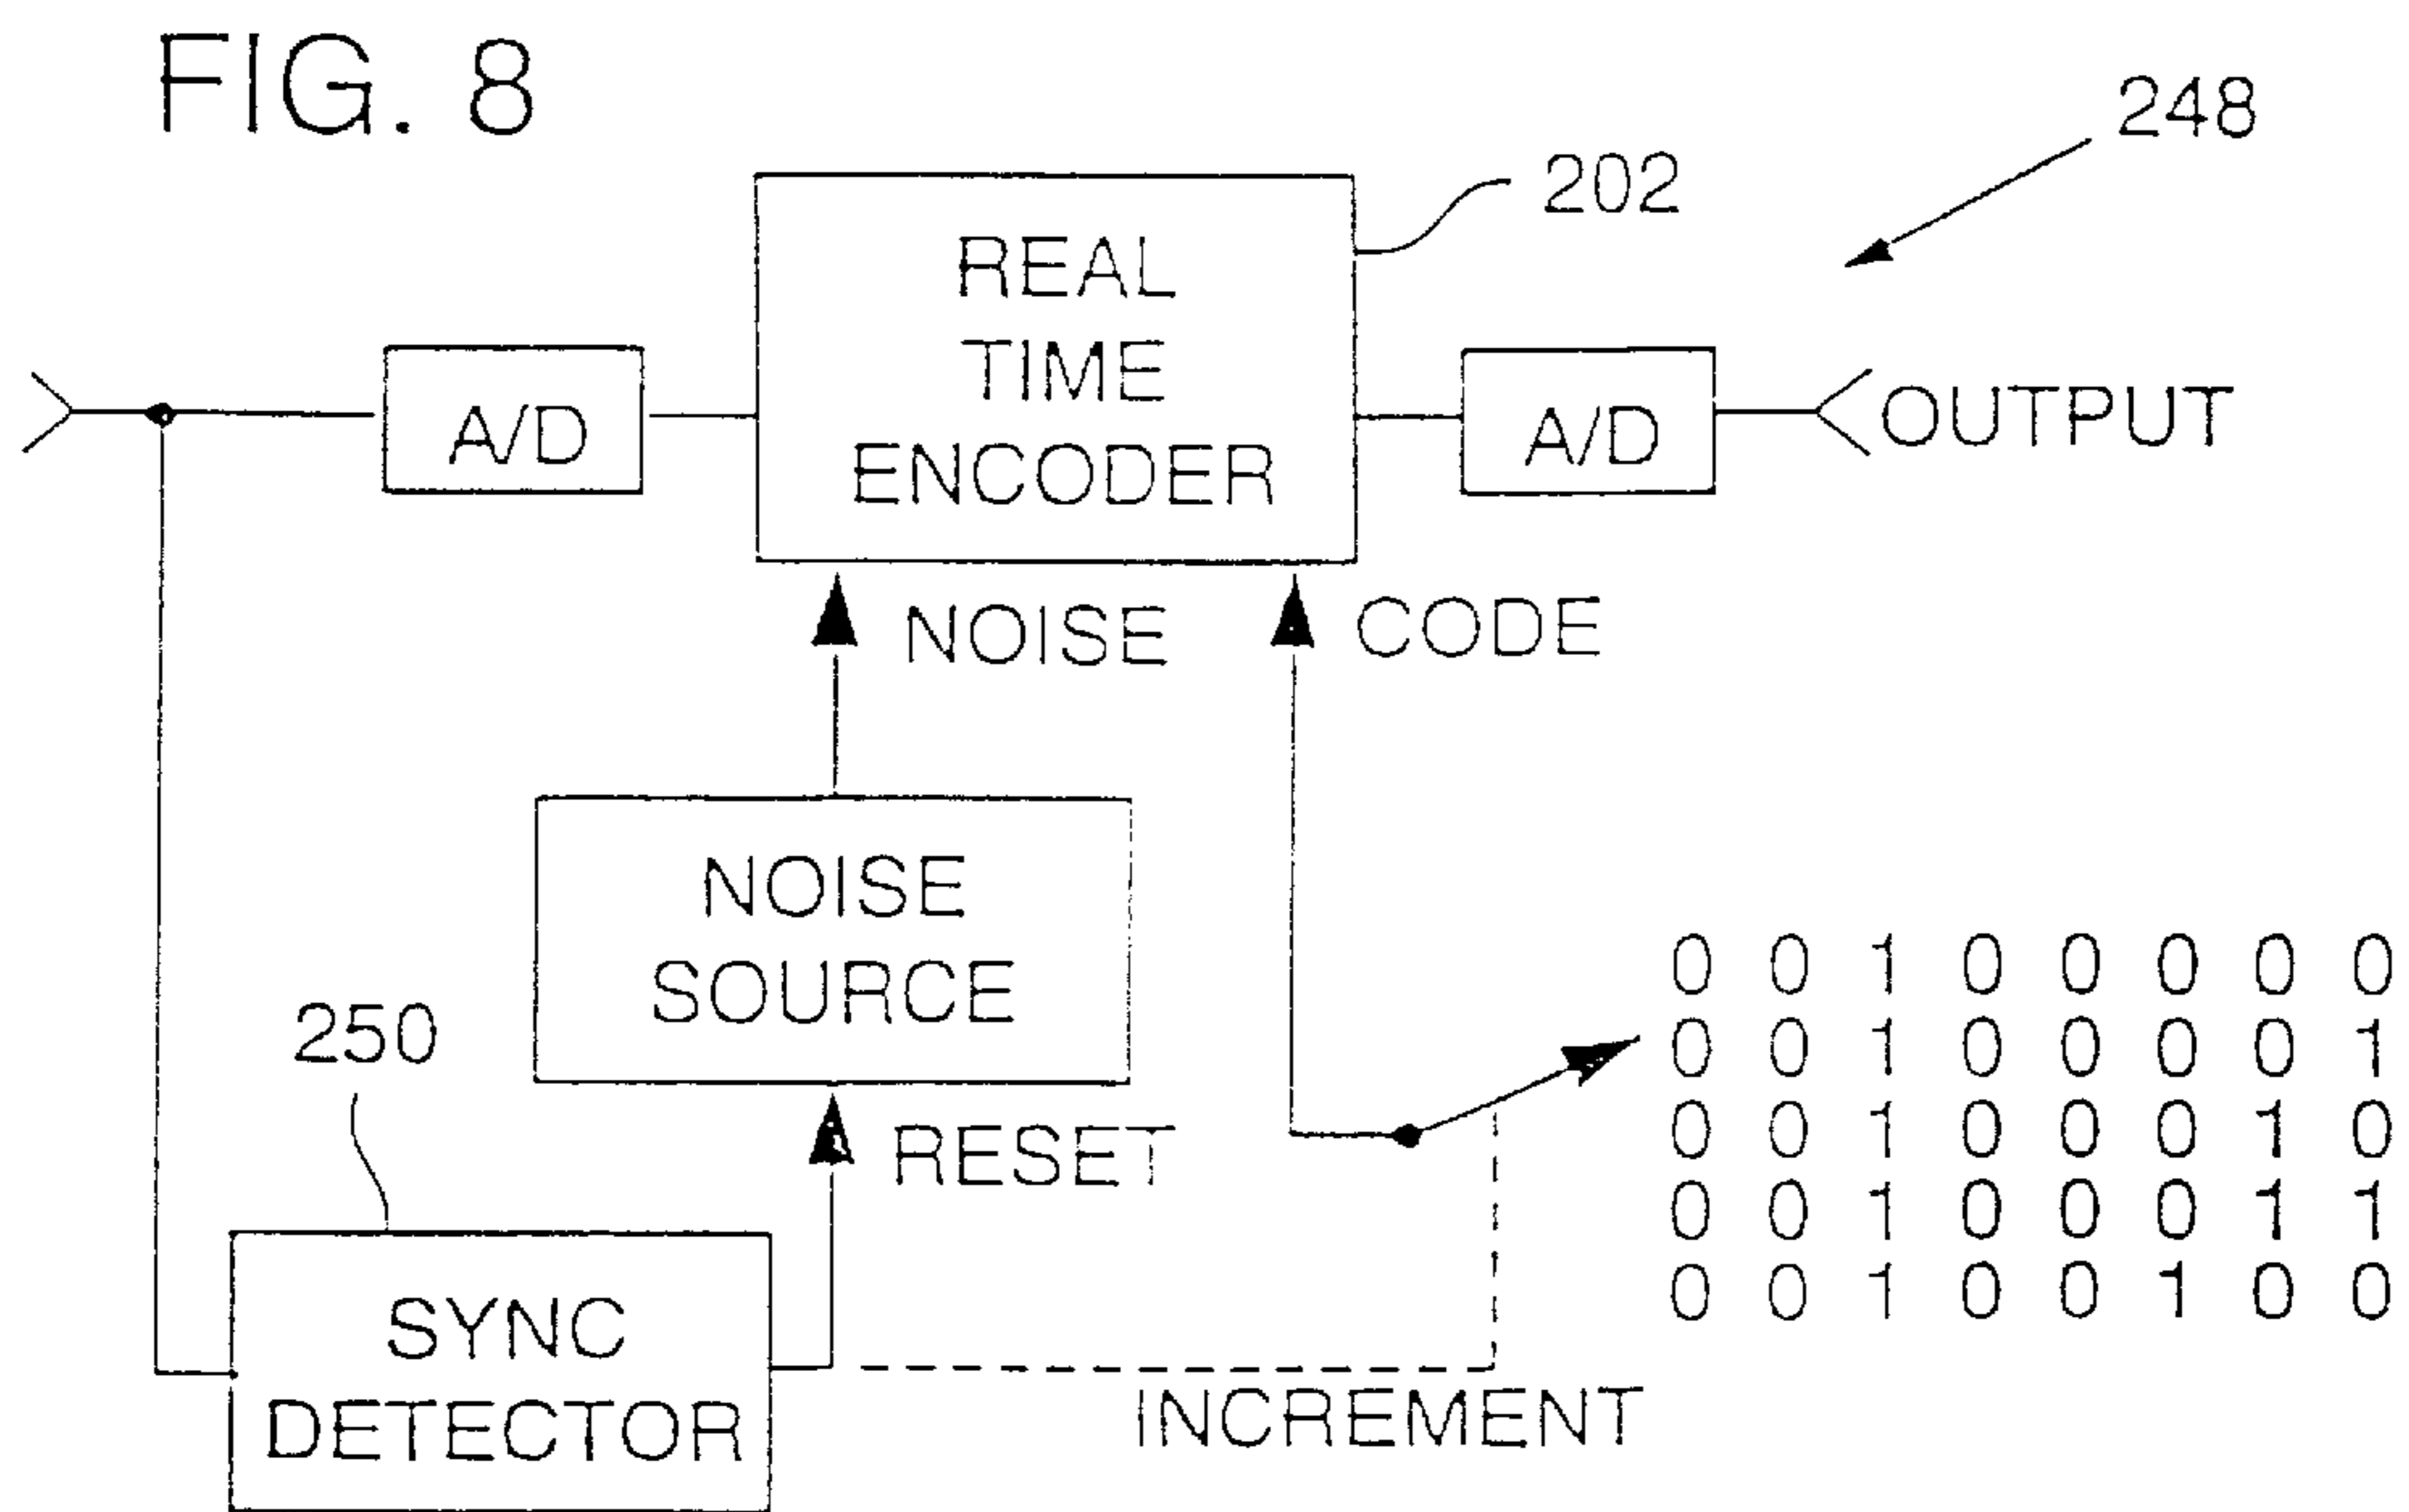 FIG. 8
248
202
REAL
TIME
ENCODER
A/D
A/D
OUTPUT
NOISE
CODE
NOISE
SOURCE
250
RESET
SYNC
DETECTOR
INCREMENT
0 0 1 0 0 0 0 0
0 0 1 0 0 0 0 1
0 0 1 0 0 0 1 0
0 0 1 0 0 0 1 1
0 0 1 0 0 1 0 0